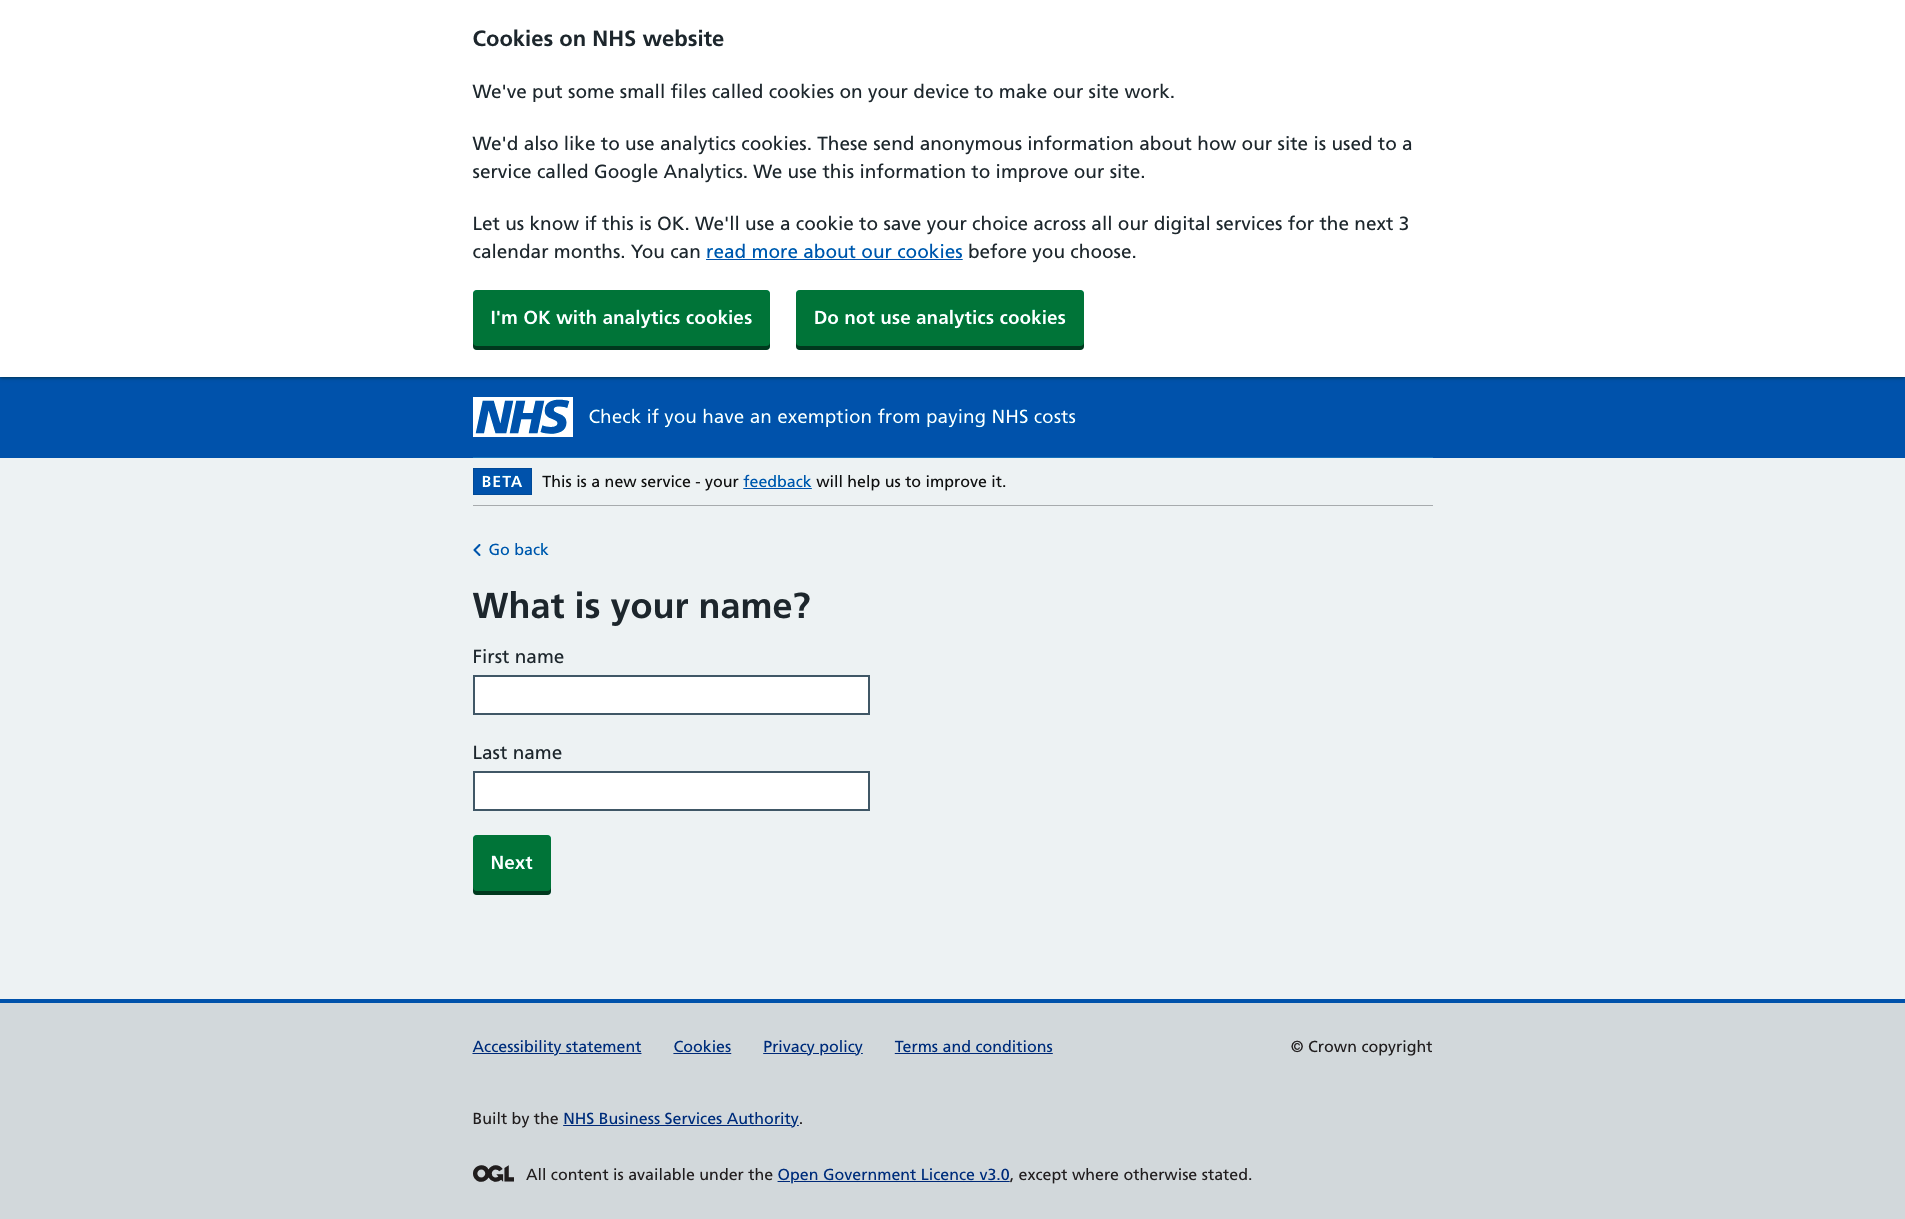 Cookies on NHS website
We've put some small files called cookies on your device to make our site work.
We'd also like to use analytics cookies. These send anonymous information about how our site is used to a
service called Google Analytics. We use this information to improve our site.
Let us know if this is OK. We'll use a cookie to save your choice across all our digital services for the next 3
calendar months. You can read more about our cookies before you choose.
I'm OK with analytics cookies Do not use analytics cookies
NHS Check if you have an exemption from paying NHS costs
BETA This is a new service - your feedback will help us to improve it.
Go back
What is your name?
First name
Last name
Next
Accessibility statement Cookies Privacy policy Terms and conditions © Crown copyright
Built by the NHS Business Services Authority.
OGL All content is available under the Open Government Licence v3.0, except where otherwise stated.